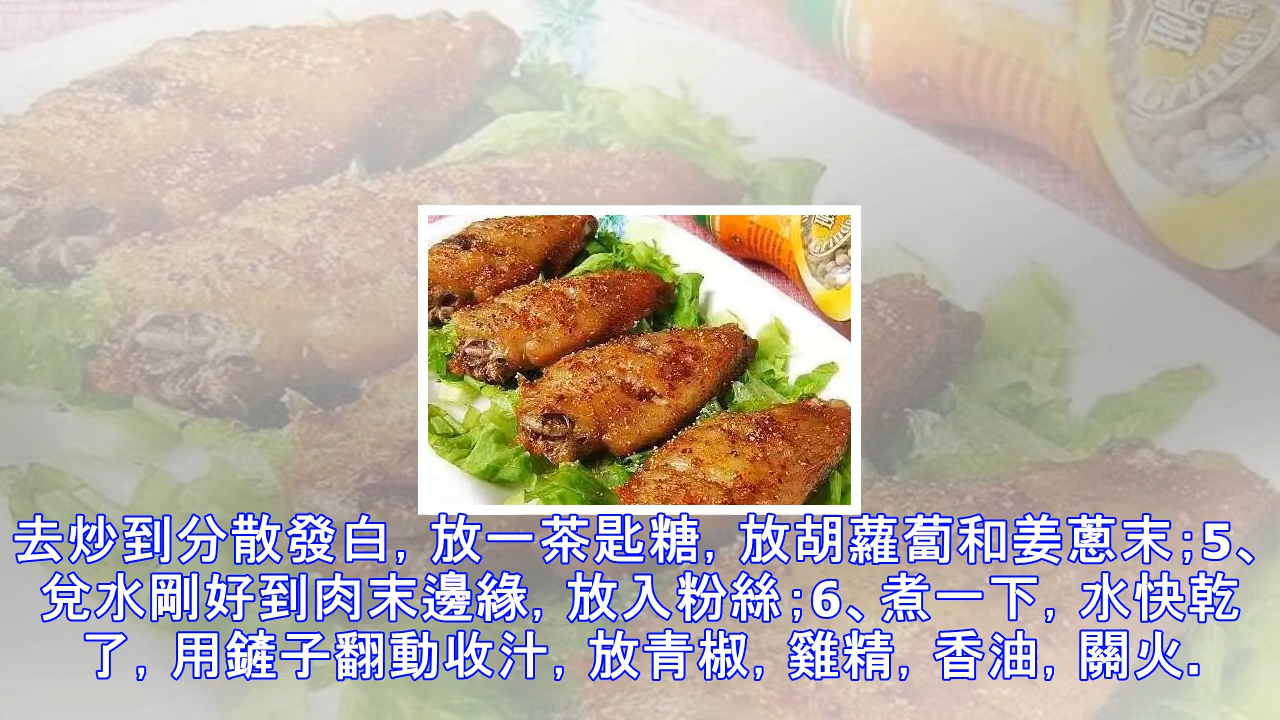 Grinder
去炒到分散發白, 放一茶匙糖, 放胡蘿蔔和姜蔥末;5、
兌水剛好到肉末邊緣, 放入粉絲;6、煮一下, 水快乾
了, 用鏟子翻動收汁, 放青椒, 雞精, 香油, 關火.